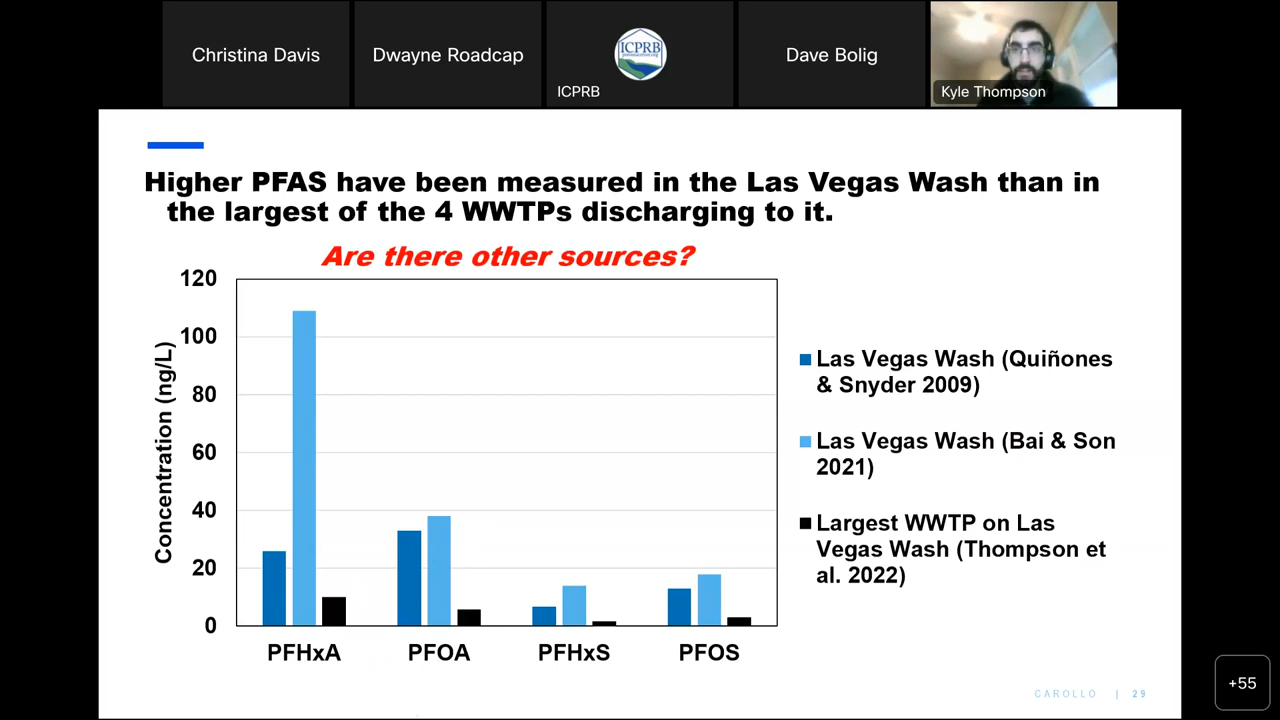 Christina Davis
Dwayne Roadcap
ICPRB
ICPRB
Dave Bolig
Kyle Thompson
Higher PFAS have been measured in the Las Vegas Wash than in
the largest of the 4 WWTPs discharging to it.
Are there other sources?
Concentration (ng/L)
120
100
80
60
40
20
0
PFHxA
PFOA
PFHxS
PFOS
Las Vegas Wash (Quiñones
& Snyder 2009)
Las Vegas Wash (Bai & Son
2021)
Largest WWTP on Las
Vegas Wash (Thompson et
al. 2022)
CAROLLO | 29
+55